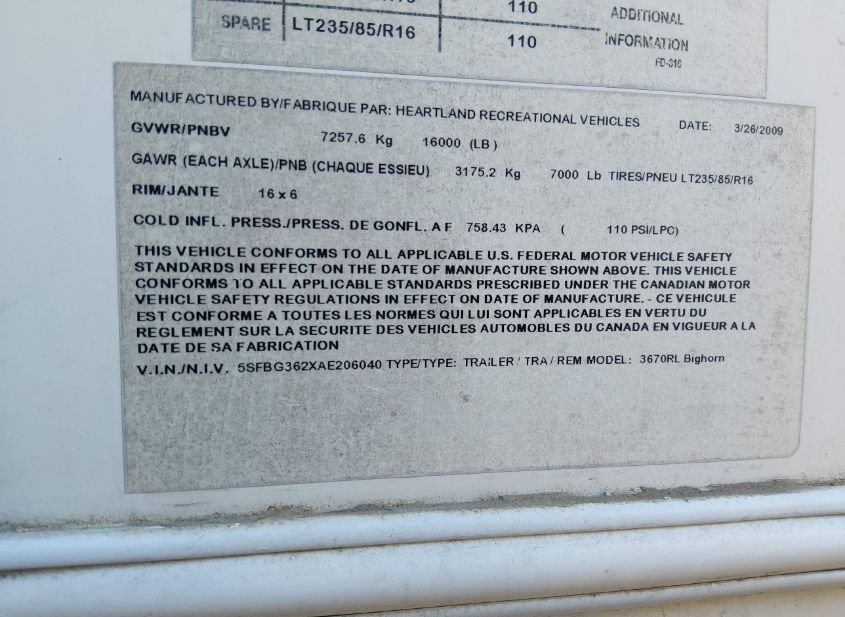 110
ADDITIONAL
SPARE LT235/85/R16 110 INFORMATION
FD-316
MANUFACTURED BY/FABRIQUE PAR: HEARTLAND RECREATIONAL VEHICLES DATE: 3/26/2009
GVWR/PNBV 7257.6 Kg 16000 (LB)
GAWR (EACH AXLE)/PNB (CHAQUE ESSIEU) 3175.2 Kg 7000 Lb TIRES/PNEU LT235/85/R16
RIM/JANTE 16 x 6
COLD INFL. PRESS./PRESS. DE GONFL. A F 758.43 KPA ( 110 PSI/LPC)
THIS VEHICLE CONFORMS TO ALL APPLICABLE U.S. FEDERAL MOTOR VEHICLE SAFETY
STANDARDS IN EFFECT ON THE DATE OF MANUFACTURE SHOWN ABOVE. THIS VEHICLE
CONFORMS TO ALL APPLICABLE STANDARDS PRESCRIBED UNDER THE CANADIAN MOTOR
VEHICLE SAFETY REGULATIONS IN EFFECT ON DATE OF MANUFACTURE. - CE VEHICULE
EST CONFORME A TOUTES LES NORMES QUI LUI SONT APPLICABLES EN VERTU DU
REGLEMENT SUR LA SECURITE DES VEHICLES AUTOMOBLES DU CANADA EN VIGUEUR A LA
DATE DE SA FABRICATION
V.I.N./N.I.V. 5SFBG362XAE206040 TYPE/TYPE: TRAILER / TRA / REM MODEL: 3670RL Bighorn